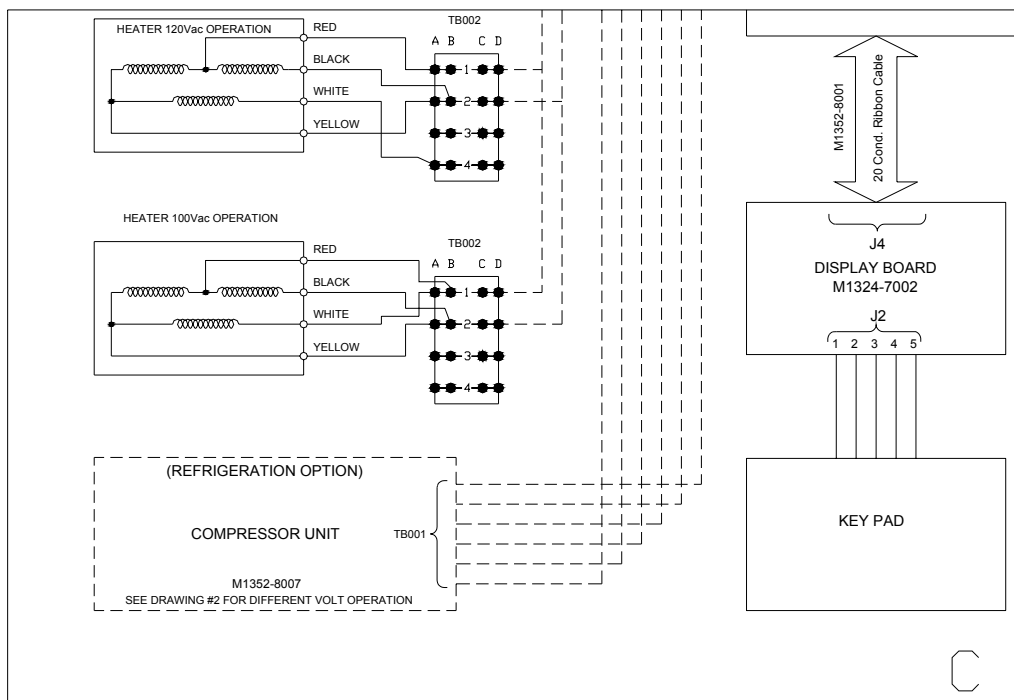 HEATER 120Vac OPERATION
RED
BLACK
WHITE
YELLOW
TB002
A B C D
1
2
3
4
HEATER 100Vac OPERATION
RED
BLACK
WHITE
YELLOW
TB002
A B C D
1
2
3
4
(REFRIGERATION OPTION)
COMPRESSOR UNIT
TB001
M1352-8007
SEE DRAWING #2 FOR DIFFERENT VOLT OPERATION
M1352-8001
20 Cond. Ribbon Cable
J4
DISPLAY BOARD
M1324-7002
J2
1 2 3 4 5
KEY PAD
C